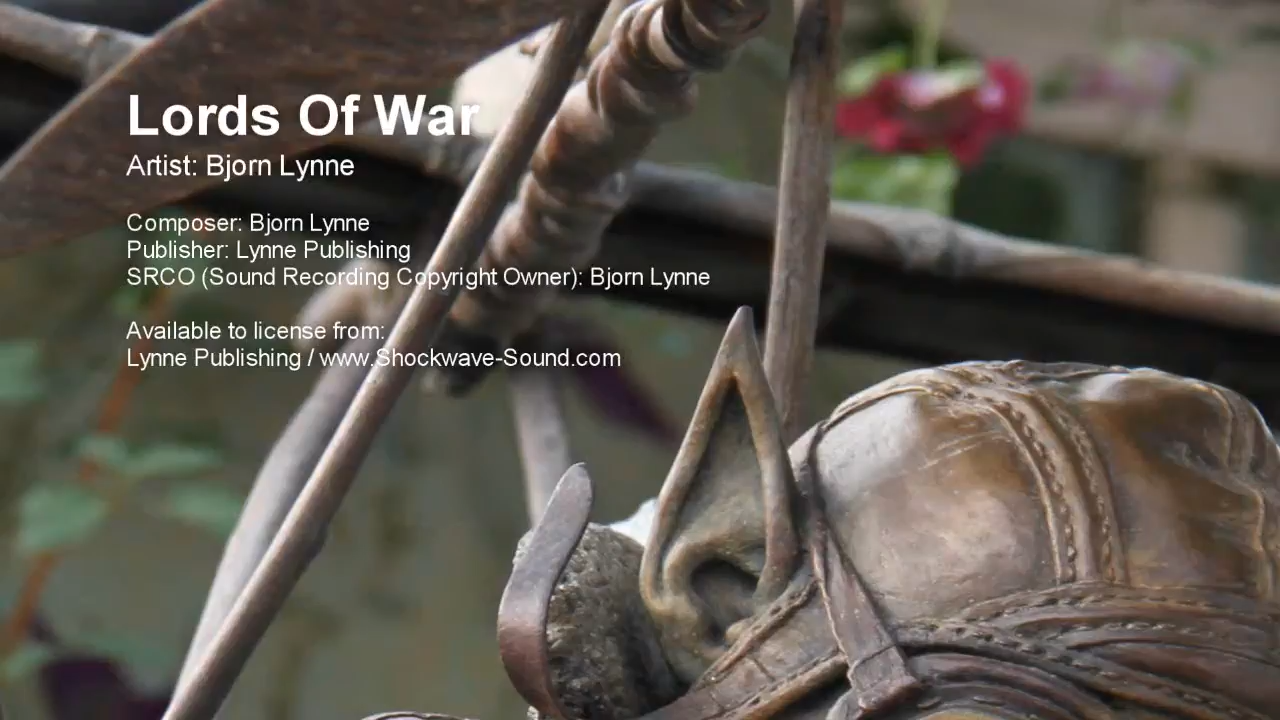 Lords Of War
Artist: Bjorn Lynne
Composer: Bjorn Lynne
Publisher: Lynne Publishing
SRCO (Sound Recording Copyright Owner): Bjorn Lynne
Available to license from:
Lynne Publishing / www.Shockwave-Sound.com